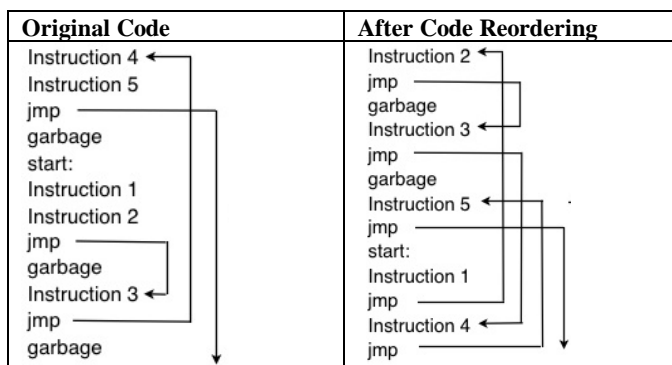 Original Code
Instruction 4
Instruction 5
jmp
garbage
start:
Instruction 1
Instruction 2
jmp
garbage
Instruction 3
jmp
garbage
After Code Reordering
Instruction 2
jmp
garbage
Instruction 3
jmp
garbage
Instruction 5
jmp
start:
Instruction 1
jmp
Instruction 4
jmp